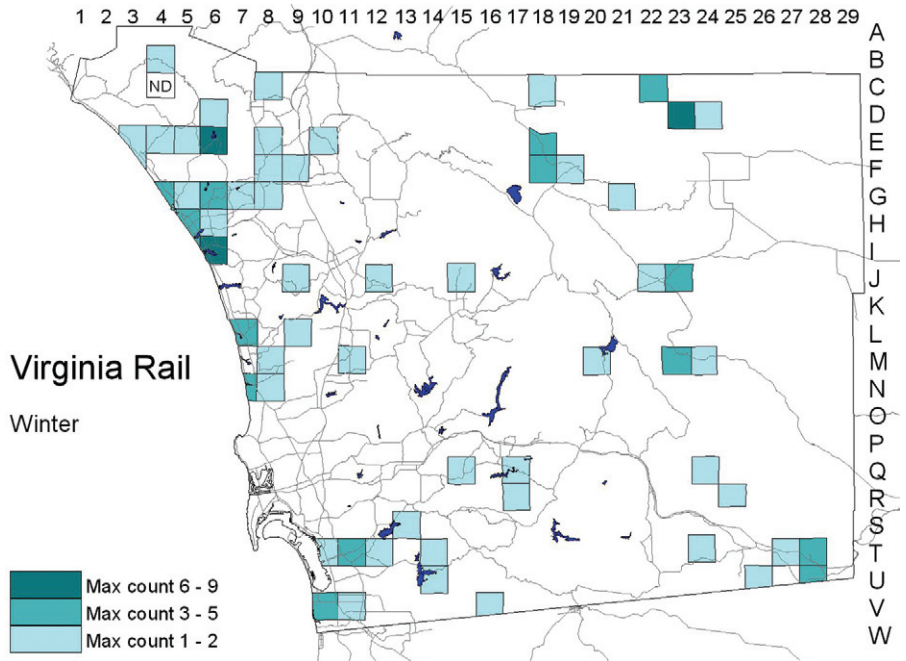 1 2 3 4 5 6 7 8 9 10 11 12 13 14 15 16 17 18 19 20 21 22 23 24 25 26 27 28 29
A
B
C
D
E
F
G
H
I
J
K
L
M
N
O
P
Q
R
S
T
U
V
W
ND
Virginia Rail
Winter
Max count 6 - 9
Max count 3 - 5
Max count 1 - 2